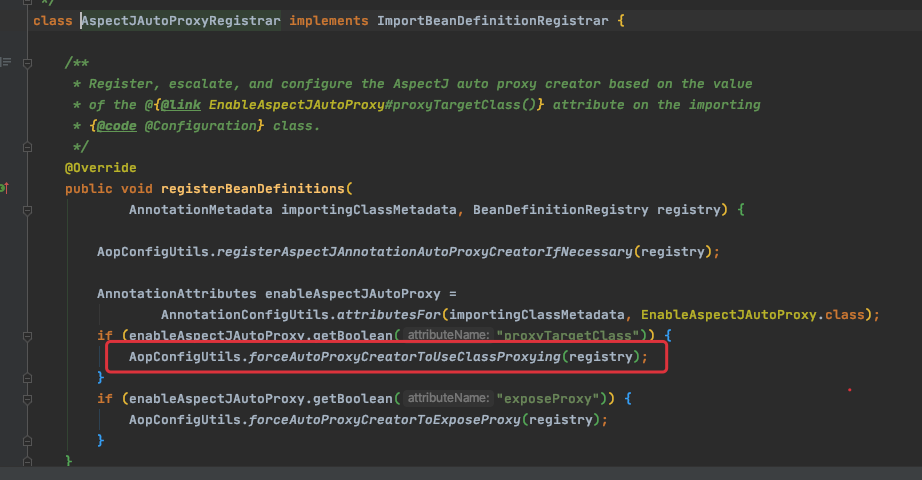 */
class AspectJAutoProxyRegistrar implements ImportBeanDefinitionRegistrar {
/**
* Register, escalate, and configure the AspectJ auto proxy creator based on the value
* of the @{@link EnableAspectJAutoProxy#proxyTargetClass()} attribute on the importing
* {@code @Configuration} class.
*/
@Override
public void registerBeanDefinitions(
AnnotationMetadata importingClassMetadata, BeanDefinitionRegistry registry) {
AopConfigUtils.registerAspectJAnnotationAutoProxyCreatorIfNecessary(registry);
AnnotationAttributes enableAspectJAutoProxy =
AnnotationConfigUtils.attributesFor(importingClassMetadata, EnableAspectJAutoProxy.class);
if (enableAspectJAutoProxy.getBoolean( attributeName: "proxyTargetClass")) {
AopConfigUtils.forceAutoProxyCreatorToUseClassProxying(registry);
}
if (enableAspectJAutoProxy.getBoolean( attributeName: "exposeProxy")) {
AopConfigUtils.forceAutoProxyCreatorToExposeProxy(registry);
}
}